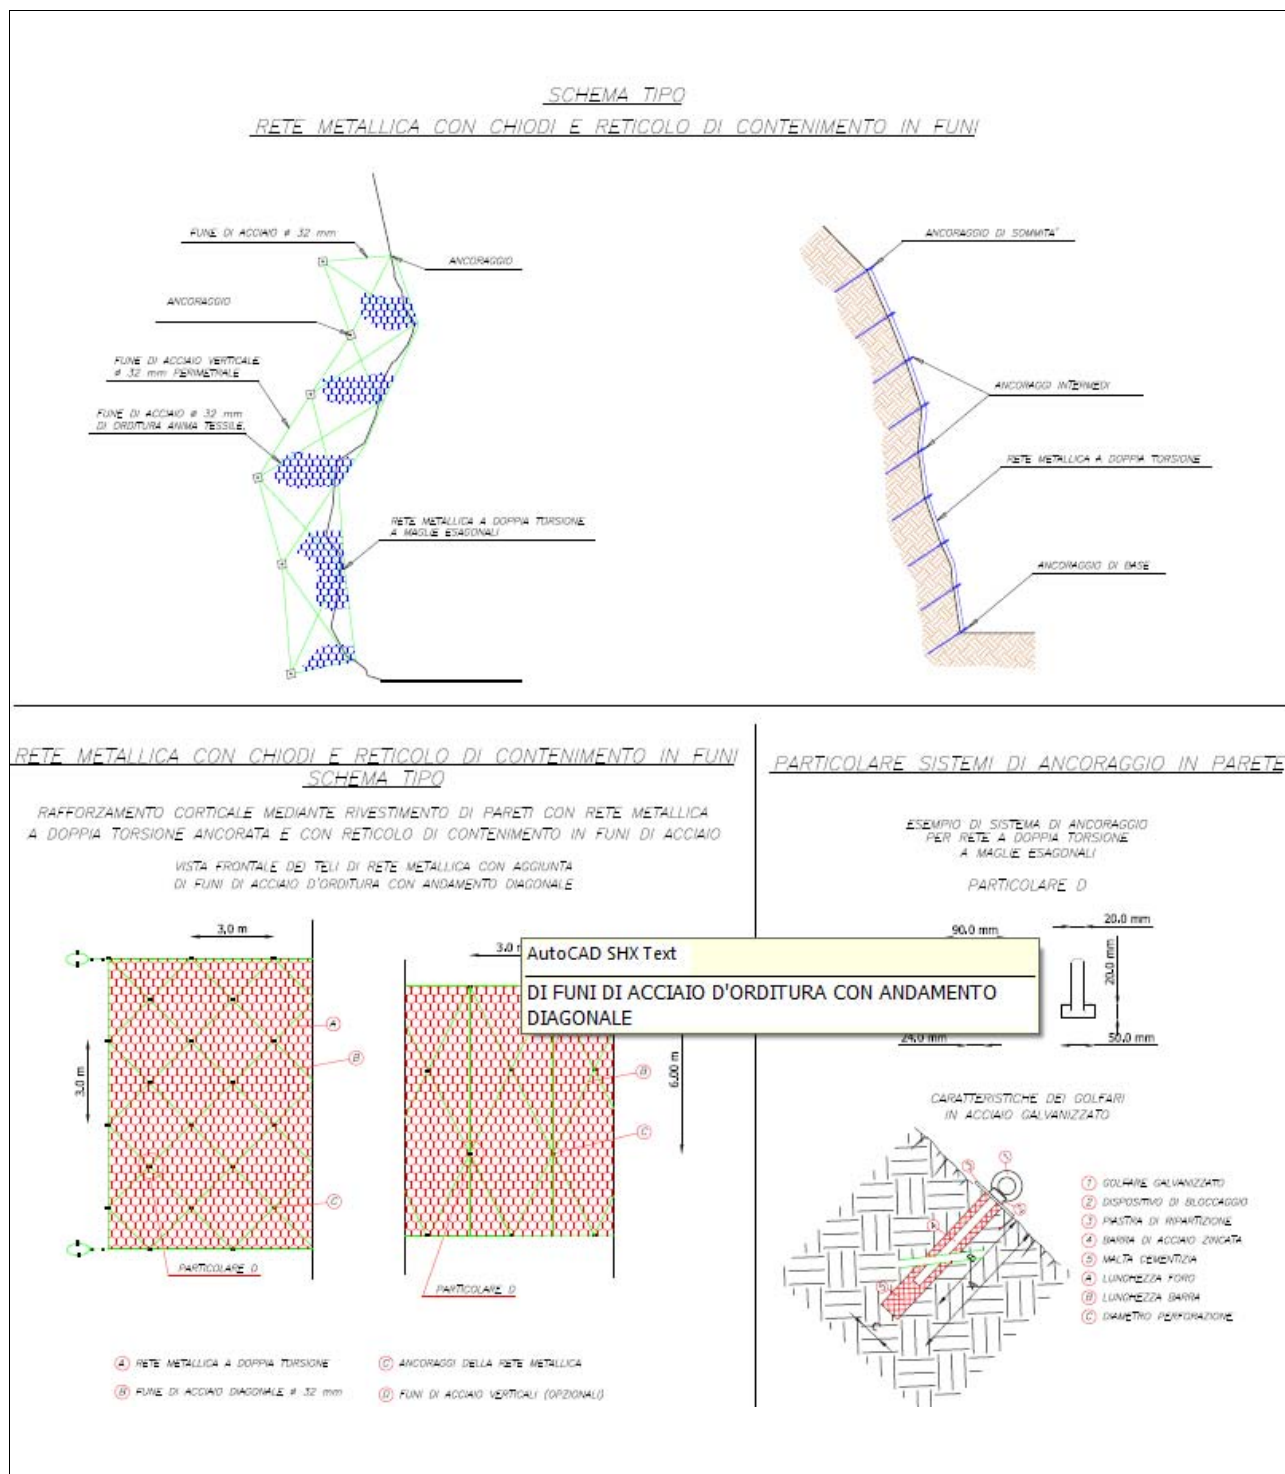 SCHEMA TIPO
RETE METALLICA CON CHIODI E RETICOLO DI CONTENIMENTO IN FUNI
FUNE DI ACCIAIO ø 32 mm
ANCORAGGIO
ANCORAGGIO
FUNE DI ACCIAIO VERTICALE
ø 32 mm PERIMETRALE
FUNE DI ACCIAIO ø 32 mm
DI ORDITURA ANIMA TESSILE
RETE METALLICA A DOPPIA TORSIONE
A MAGLIE ESAGONALI
ANCORAGGIO DI SOMMITA'
ANCORAGGI INTERMEDI
RETE METALLICA A DOPPIA TORSIONE
ANCORAGGIO DI BASE
RETE METALLICA CON CHIODI E RETICOLO DI CONTENIMENTO IN FUNI
SCHEMA TIPO
RAFFORZAMENTO CORTICALE MEDIANTE RIVESTIMENTO DI PARETI CON RETE METALLICA
A DOPPIA TORSIONE ANCORATA E CON RETICOLO DI CONTENIMENTO IN FUNI DI ACCIAIO
VISTA FRONTALE DEI TELI DI RETE METALLICA CON AGGIUNTA
DI FUNI DI ACCIAIO D'ORDITURA CON ANDAMENTO DIAGONALE
3,0 m
3,0 m
A
B
C
PARTICOLARE D
3.0
AutoCAD SHX Text
DI FUNI DI ACCIAIO D'ORDITURA CON ANDAMENTO
DIAGONALE
6.00 m
B
C
PARTICOLARE D
A RETE METALLICA A DOPPIA TORSIONE
B FUNE DI ACCIAIO DIAGONALE ø 32 mm
C ANCORAGGI DELLA RETE METALLICA
D FUNI DI ACCIAIO VERTICALI (OPZIONALI)
PARTICOLARE SISTEMI DI ANCORAGGIO IN PARETE
ESEMPIO DI SISTEMA DI ANCORAGGIO
PER RETE A DOPPIA TORSIONE
A MAGLIE ESAGONALI
PARTICOLARE D
90.0 mm
20.0 mm
20.0 mm
24.0 mm
50.0 mm
CARATTERISTICHE DEI GOLFARI
IN ACCIAIO GALVANIZZATO
3
1
2
4
5
B
A
C
1 GOLFARE GALVANIZZATO
2 DISPOSITIVO DI BLOCCAGGIO
3 PIASTRA DI RIPARTIZIONE
4 BARRA DI ACCIAIO ZINCATA
5 MALTA CEMENTIZIA
A LUNGHEZZA FORO
B LUNGHEZZA BARRA
C DIAMETRO PERFORAZIONE